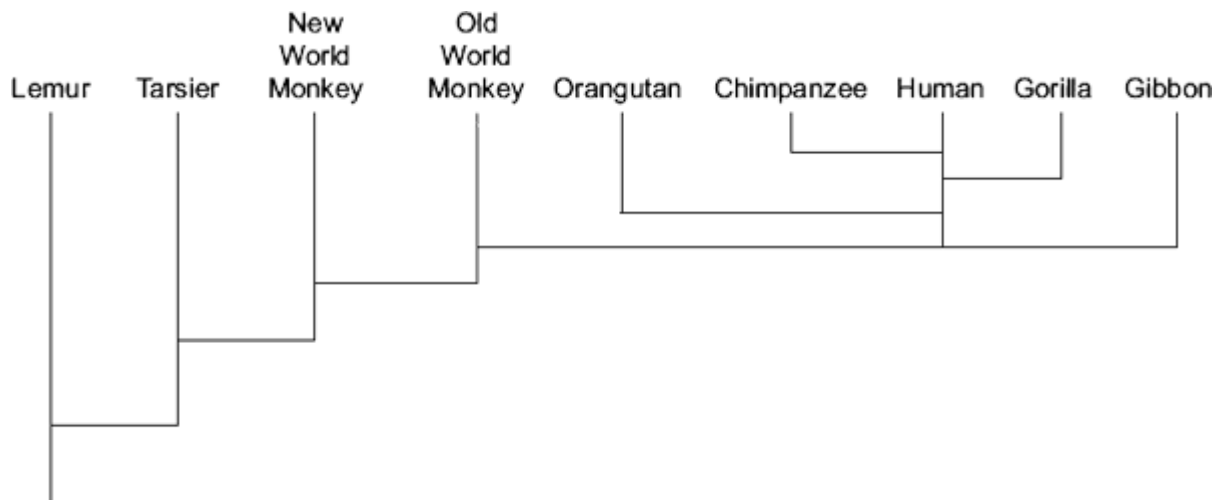 New
World
Monkey
Old
World
Monkey
Lemur
Tarsier
Orangutan
Chimpanzee
Human
Gorilla
Gibbon